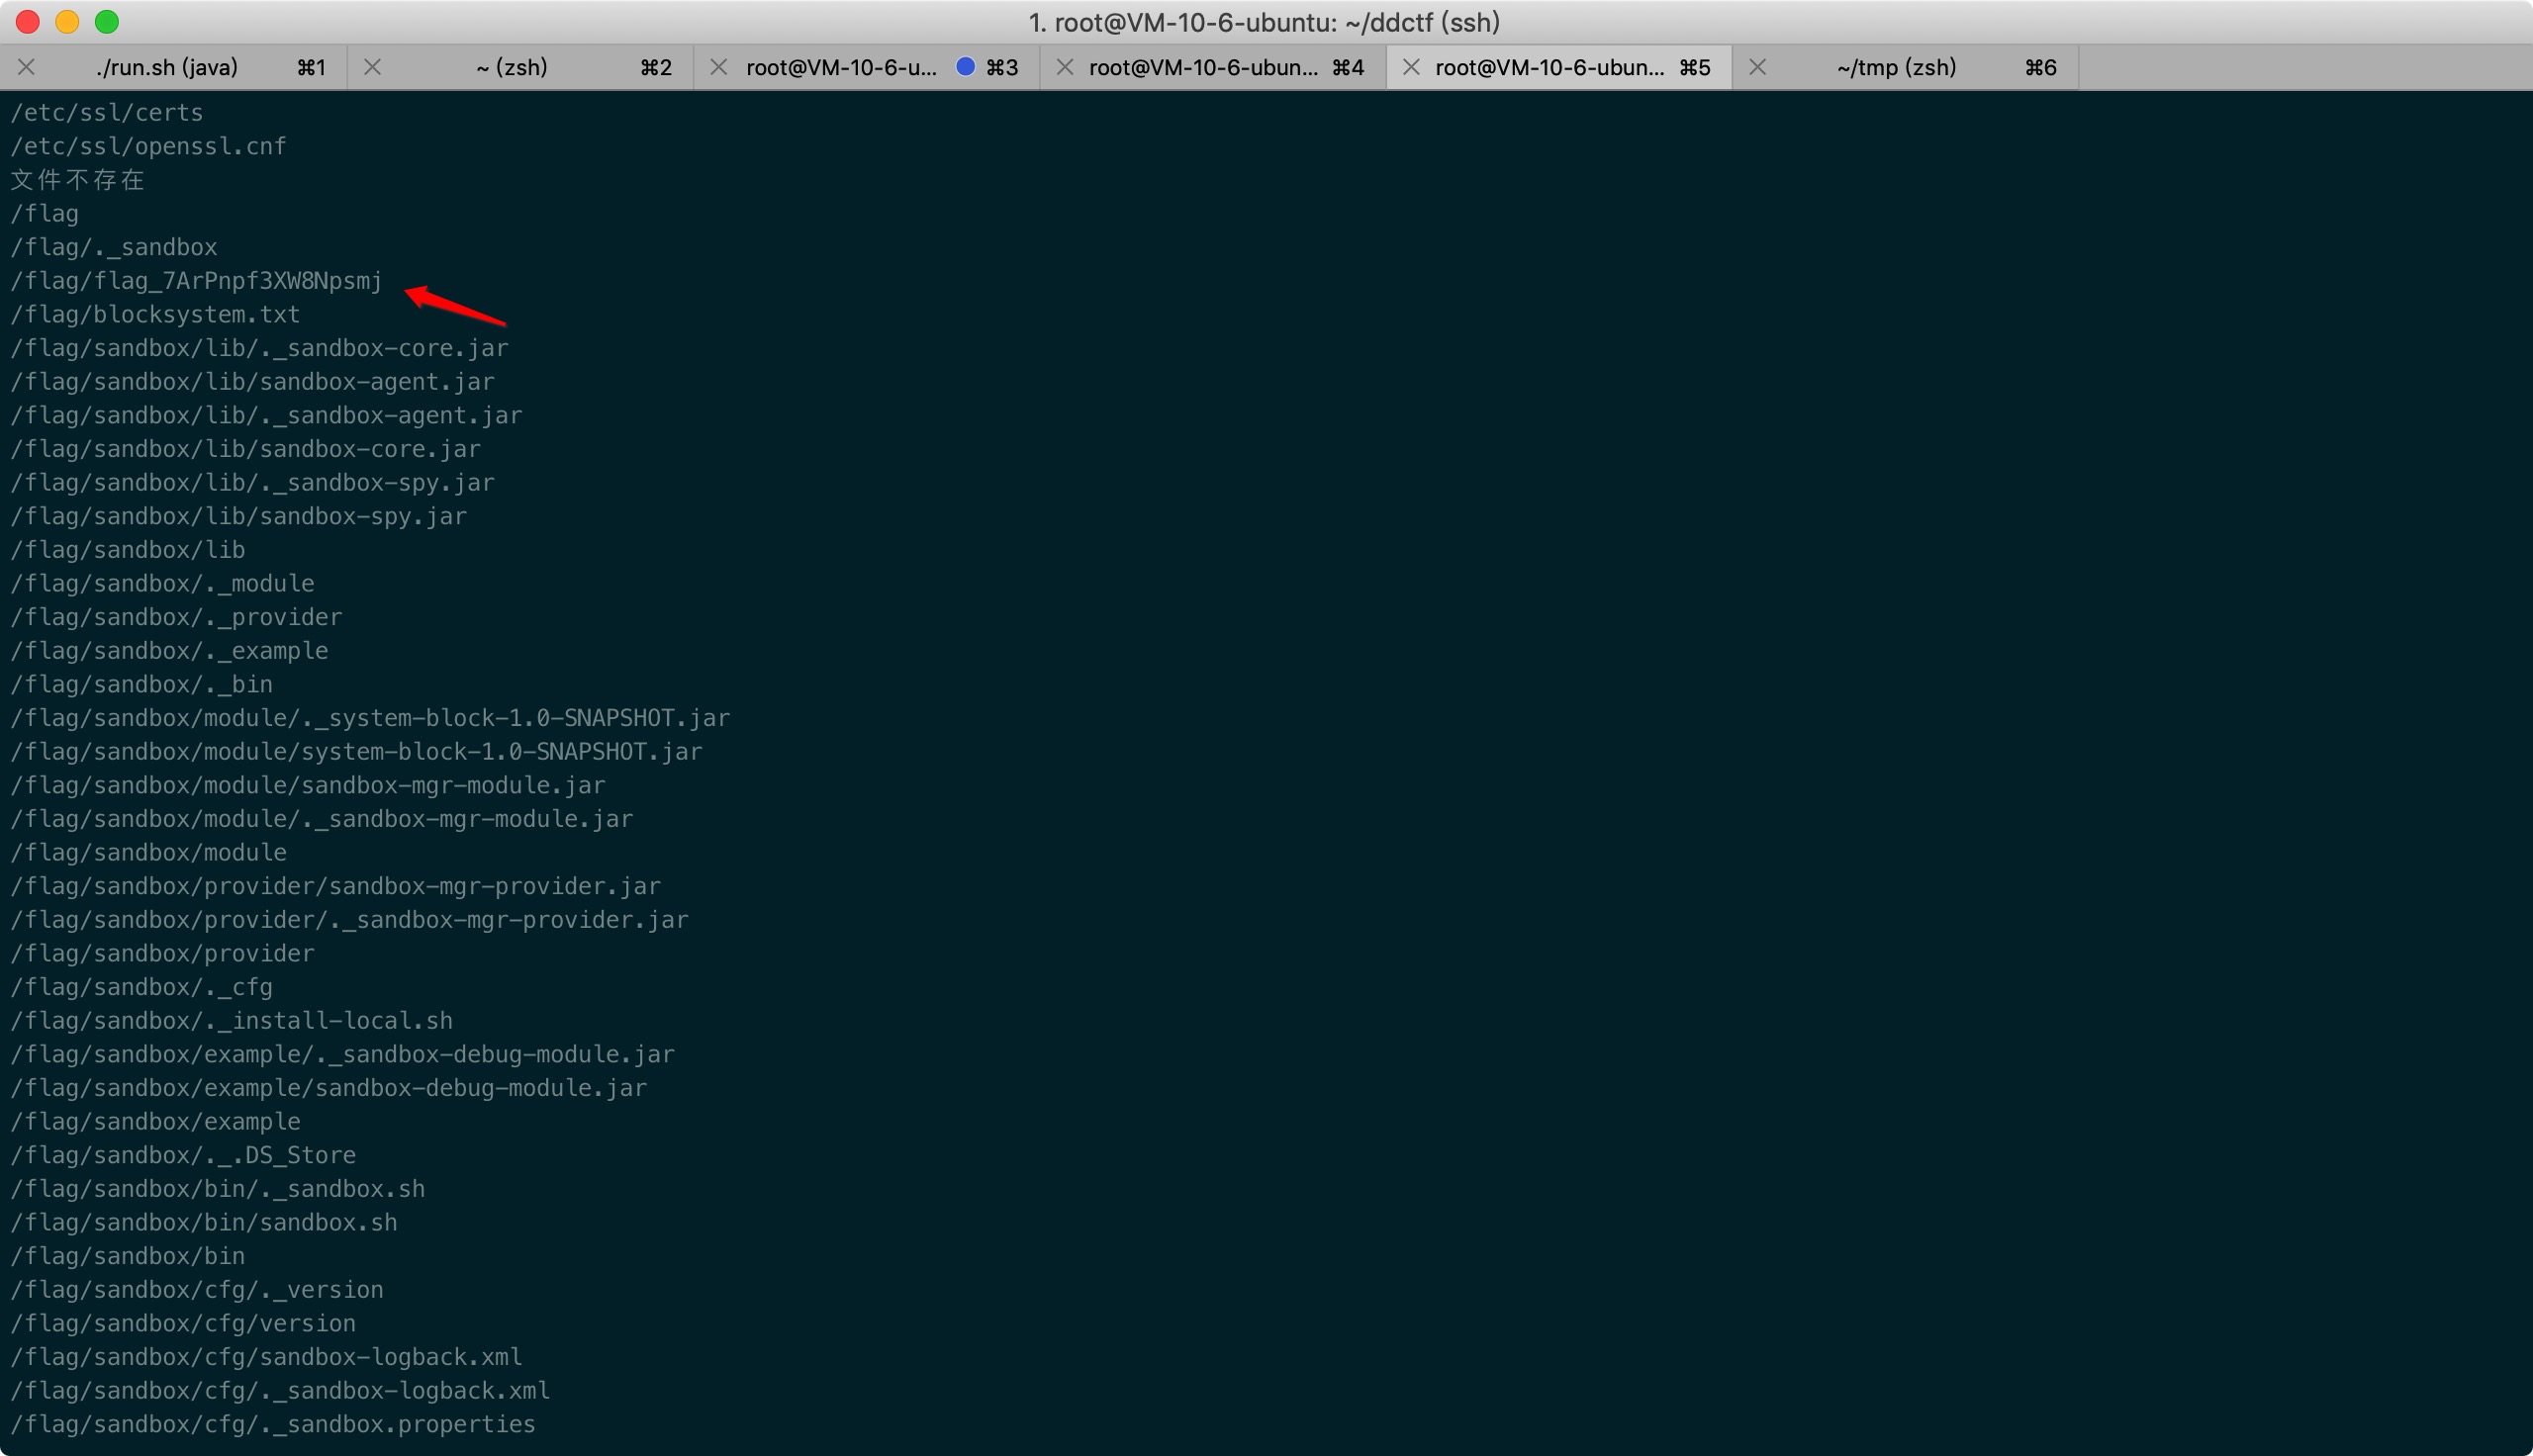 1. root@VM-10-6-ubuntu: ~/ddctf (ssh)
./run.sh (java) ⌘1 ~ (zsh) ⌘2 root@VM-10-6-u... ⌘3 root@VM-10-6-ubun... ⌘4 root@VM-10-6-ubun... ⌘5 ~/tmp (zsh) ⌘6
/etc/ssl/certs
/etc/ssl/openssl.cnf
文件不存在
/flag
/flag/._sandbox
/flag/flag_7ArPnpf3XW8Npsmj
/flag/blocksystem.txt
/flag/sandbox/lib/._sandbox-core.jar
/flag/sandbox/lib/sandbox-agent.jar
/flag/sandbox/lib/._sandbox-agent.jar
/flag/sandbox/lib/sandbox-core.jar
/flag/sandbox/lib/._sandbox-spy.jar
/flag/sandbox/lib/sandbox-spy.jar
/flag/sandbox/lib
/flag/sandbox/._module
/flag/sandbox/._provider
/flag/sandbox/._example
/flag/sandbox/._bin
/flag/sandbox/module/._system-block-1.0-SNAPSHOT.jar
/flag/sandbox/module/system-block-1.0-SNAPSHOT.jar
/flag/sandbox/module/sandbox-mgr-module.jar
/flag/sandbox/module/._sandbox-mgr-module.jar
/flag/sandbox/module
/flag/sandbox/provider/sandbox-mgr-provider.jar
/flag/sandbox/provider/._sandbox-mgr-provider.jar
/flag/sandbox/provider
/flag/sandbox/._cfg
/flag/sandbox/._install-local.sh
/flag/sandbox/example/._sandbox-debug-module.jar
/flag/sandbox/example/sandbox-debug-module.jar
/flag/sandbox/example
/flag/sandbox/._.DS_Store
/flag/sandbox/bin/._sandbox.sh
/flag/sandbox/bin/sandbox.sh
/flag/sandbox/bin
/flag/sandbox/cfg/._version
/flag/sandbox/cfg/version
/flag/sandbox/cfg/sandbox-logback.xml
/flag/sandbox/cfg/._sandbox-logback.xml
/flag/sandbox/cfg/._sandbox.properties